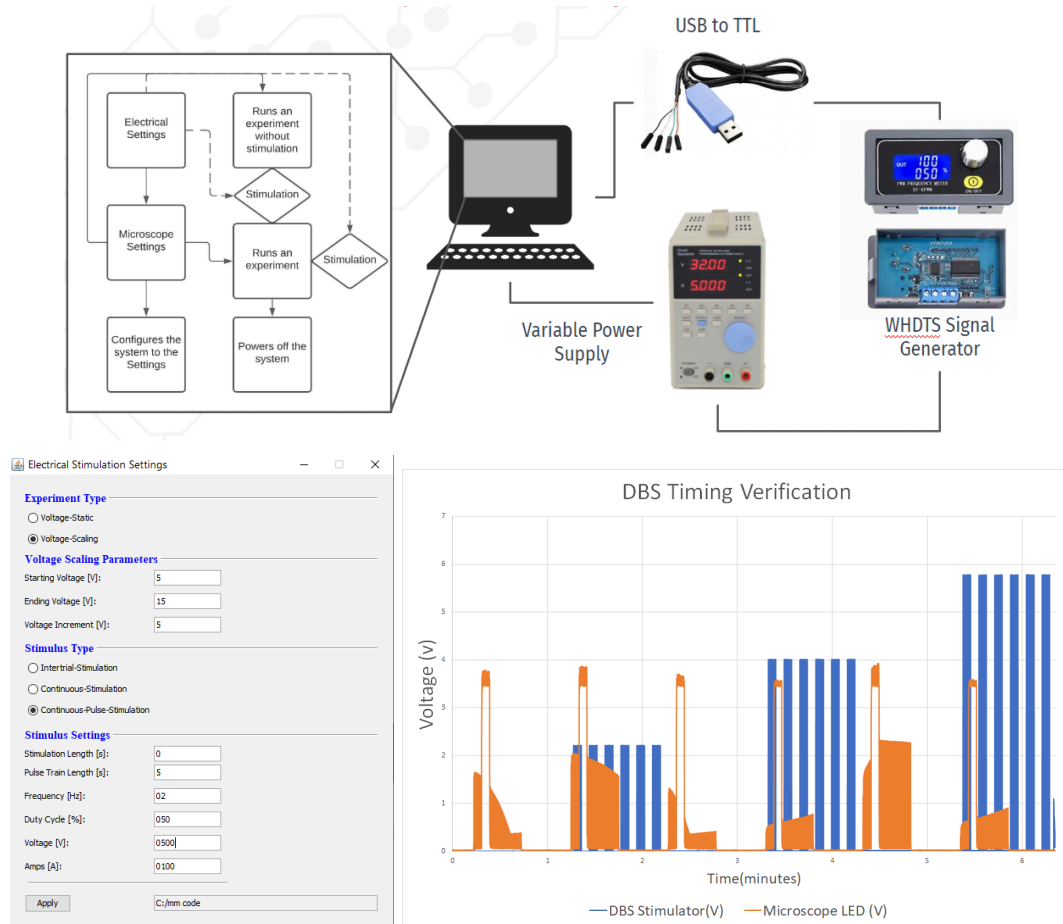 USB to TTL
Electrical
Settings
Runs an
experiment
without
stimulation
Stimulation
Microscope
Settings
Runs an
experiment
Stimulation
Configures the
system to the
Settings
Powers off the
system
Variable Power
Supply
32.00
5.000
OUT 100
050 %
PWM FREQUENCY METER
ON/OFF
WHDTS Signal
Generator
Electrical Stimulation Settings
Experiment Type
Voltage-Static
Voltage-Scaling
Voltage Scaling Parameters
Starting Voltage [V]: 5
Ending Voltage [V]: 15
Voltage Increment [V]: 5
Stimulus Type
Intertrial-Stimulation
Continuous-Stimulation
Continuous-Pulse-Stimulation
Stimulus Settings
Stimulation Length [s]: 0
Pulse Train Length [s]: 5
Frequency [Hz]: 02
Duty Cycle [%]: 050
Voltage [V]: 0500
Amps [A]: 0100
Apply C:/mm code
DBS Timing Verification
7
6
5
4
3
2
1
0
Voltage (v)
0 1 2 3 4 5 6
Time(minutes)
DBS Stimulator(V) Microscope LED (V)